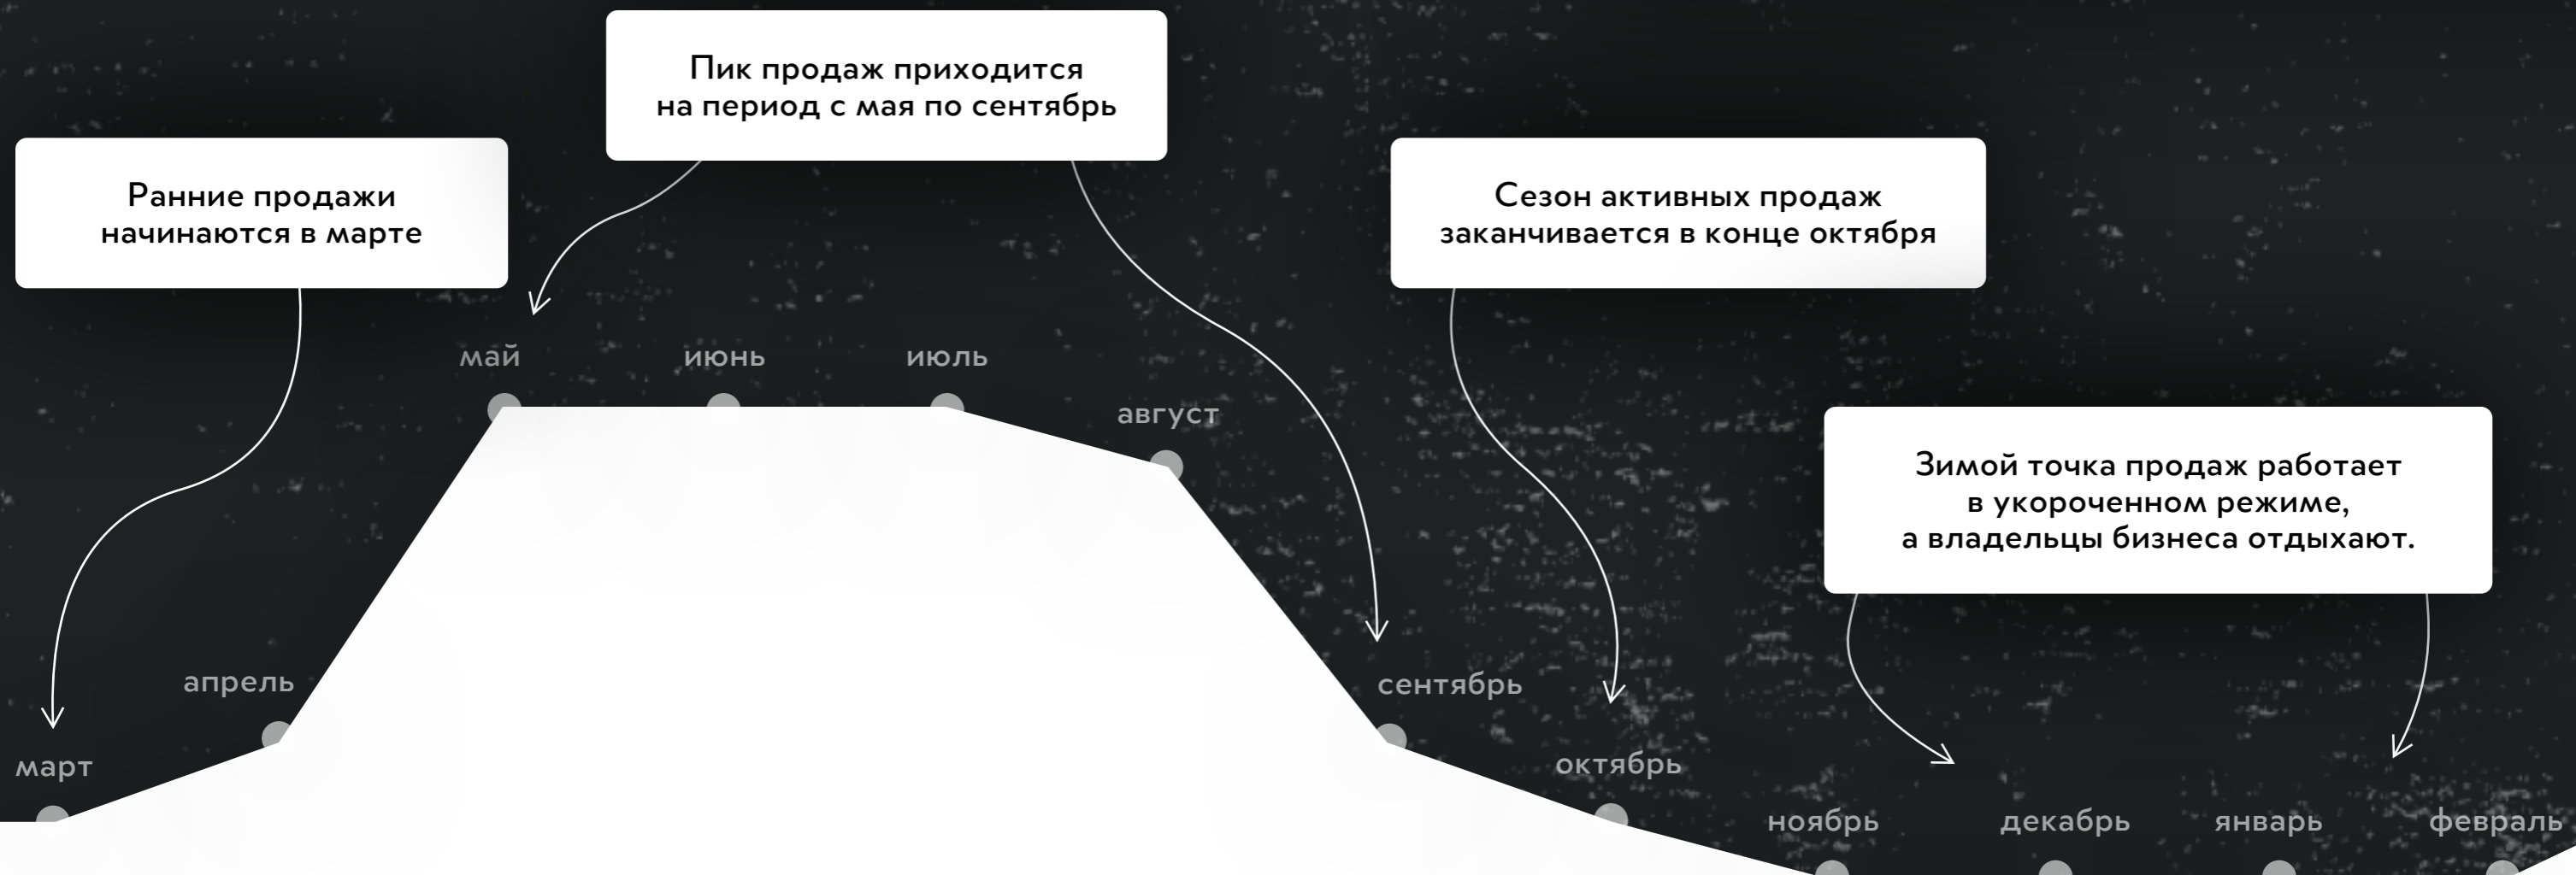 Пик продаж приходится
на период с мая по сентябрь
Ранние продажи
начинаются в марте
Сезон активных продаж
заканчивается в конце октября
май
июнь
июль
август
Зимой точка продаж работает
в укороченном режиме,
а владельцы бизнеса отдыхают.
апрель
сентябрь
март
октябрь
ноябрь
декабрь
январь
февраль